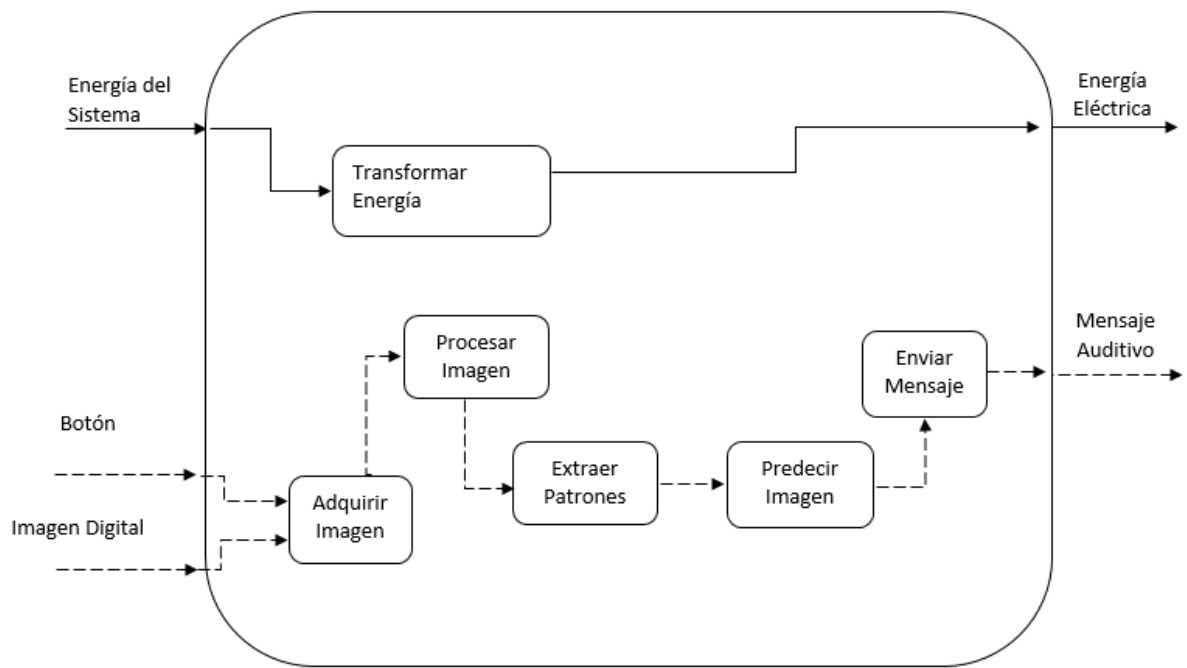 Energía del
Sistema
Energía
Eléctrica
Transformar
Energía
Procesar
Imagen
Enviar
Mensaje
Mensaje
Auditivo
Botón
Extraer
Patrones
Predecir
Imagen
Adquirir
Imagen
Imagen Digital